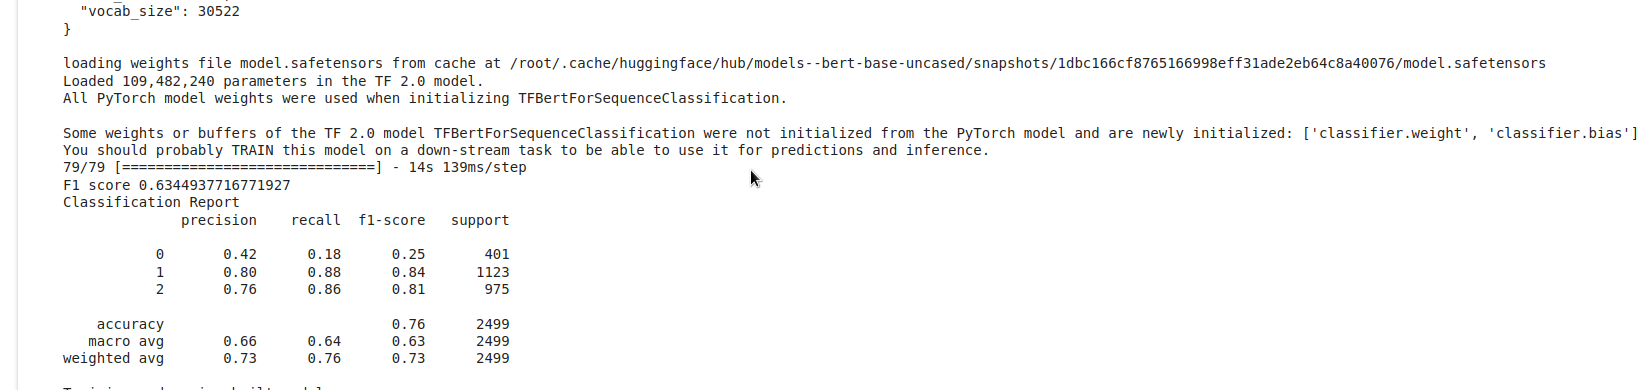 "vocab_size": 30522
}
loading weights file model.safetensors from cache at /root/.cache/huggingface/hub/models--bert-base-uncased/snapshots/1dbc166cf8765166998eff31ade2eb64c8a40076/model.safetensors
Loaded 109,482,240 parameters in the TF 2.0 model.
All PyTorch model weights were used when initializing TFBertForSequenceClassification.
Some weights or buffers of the TF 2.0 model TFBertForSequenceClassification were not initialized from the PyTorch model and are newly initialized: ['classifier.weight', 'classifier.bias']
You should probably TRAIN this model on a down-stream task to be able to use it for predictions and inference.
79/79 [==============================] - 14s 139ms/step
F1 score 0.6344937716771927
Classification Report
precision recall f1-score support
0 0.42 0.18 0.25 401
1 0.80 0.88 0.84 1123
2 0.76 0.86 0.81 975
accuracy 0.76 2499
macro avg 0.66 0.64 0.63 2499
weighted avg 0.73 0.76 0.73 2499